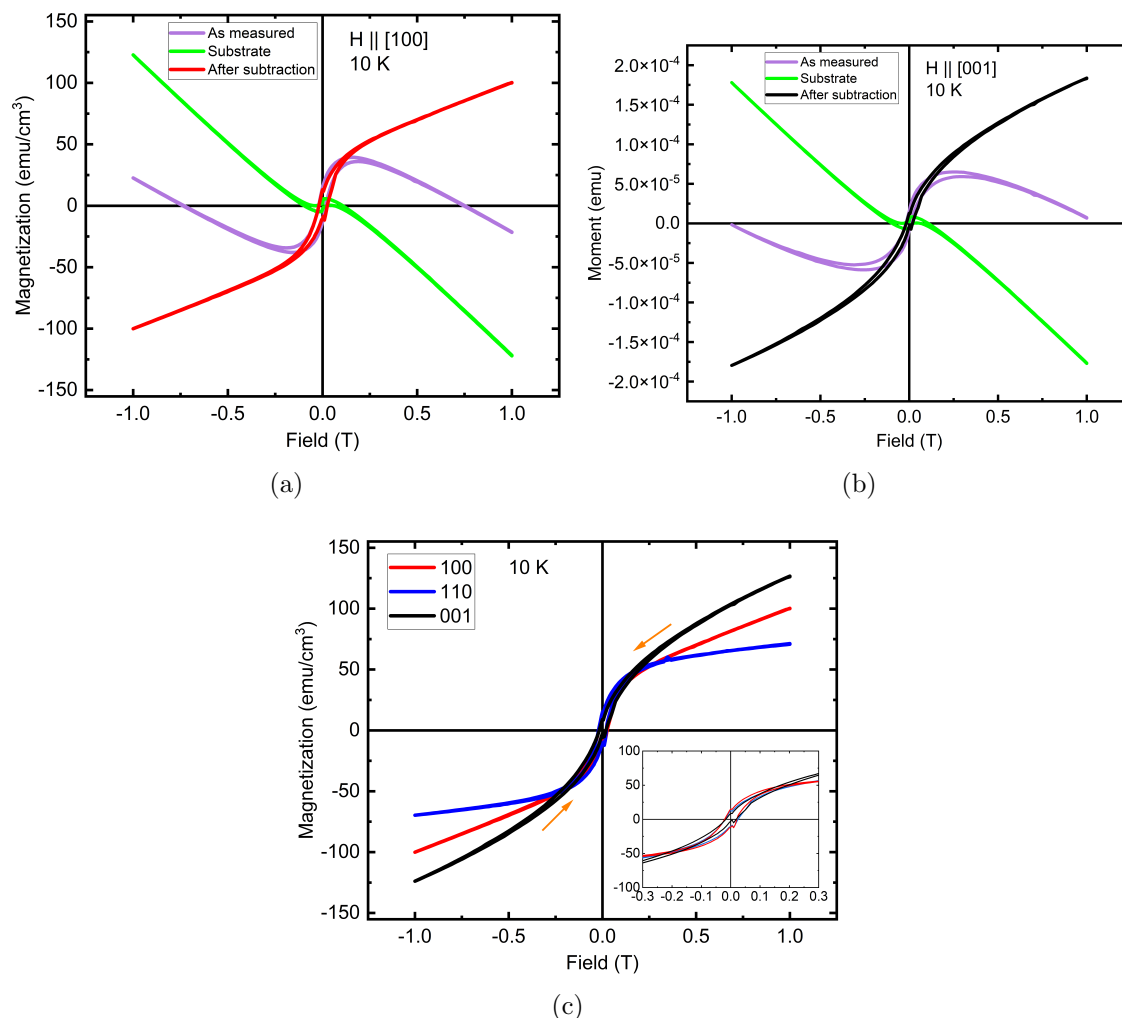 As measured
Substrate
After subtraction
H || [100]
10 K
150
100
50
0
-50
-100
-150
Magnetization (emu/cm³)
-1.0 -0.5 0.0 0.5 1.0
Field (T)
(a)
As measured
Substrate
After subtraction
H || [001]
10 K
2.0×10⁻⁴
1.5×10⁻⁴
1.0×10⁻⁴
5.0×10⁻⁵
0.0
-5.0×10⁻⁵
-1.0×10⁻⁴
-1.5×10⁻⁴
-2.0×10⁻⁴
Moment (emu)
-1.0 -0.5 0.0 0.5 1.0
Field (T)
(b)
100
110
001
10 K
150
100
50
0
-50
-100
-150
Magnetization (emu/cm³)
100
50
0
-50
-100
-0.3 -0.2 -0.1 0.0 0.1 0.2 0.3
-1.0 -0.5 0.0 0.5 1.0
Field (T)
(c)